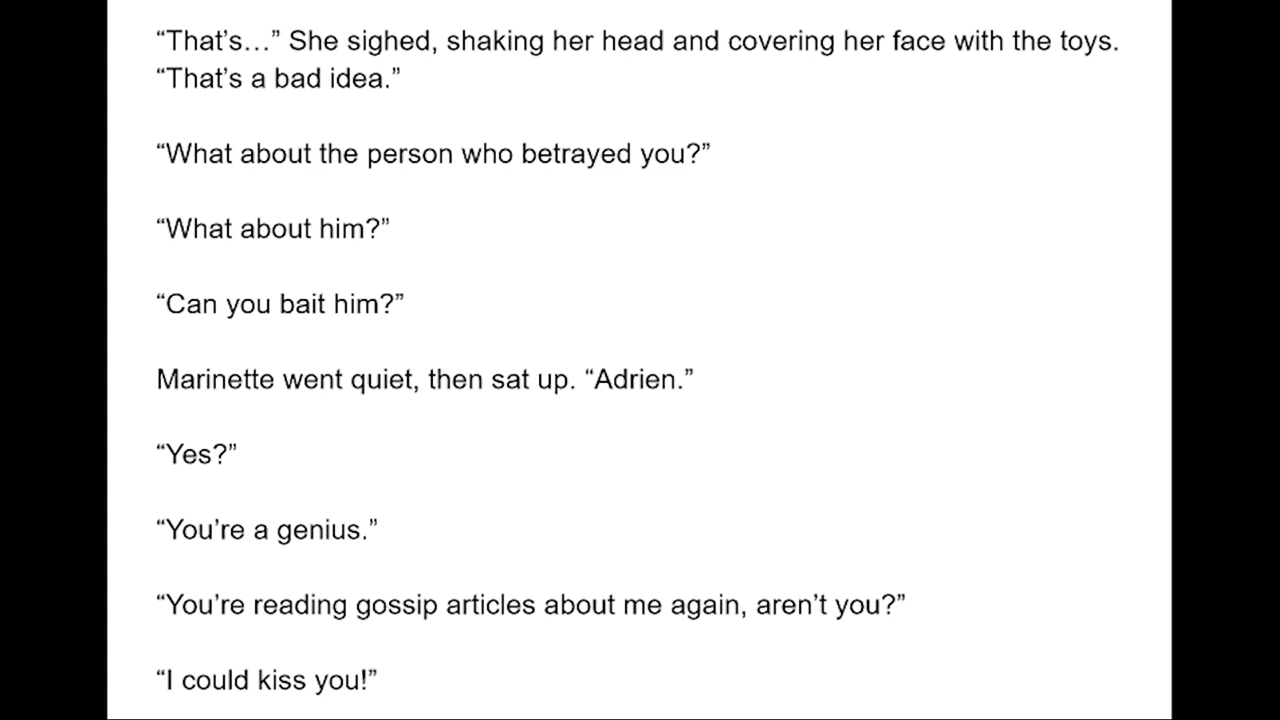 “That’s…” She sighed, shaking her head and covering her face with the toys.
“That’s a bad idea.”
“What about the person who betrayed you?”
“What about him?”
“Can you bait him?”
Marinette went quiet, then sat up. “Adrien.”
“Yes?”
“You’re a genius.”
“You’re reading gossip articles about me again, aren’t you?”
“I could kiss you!”